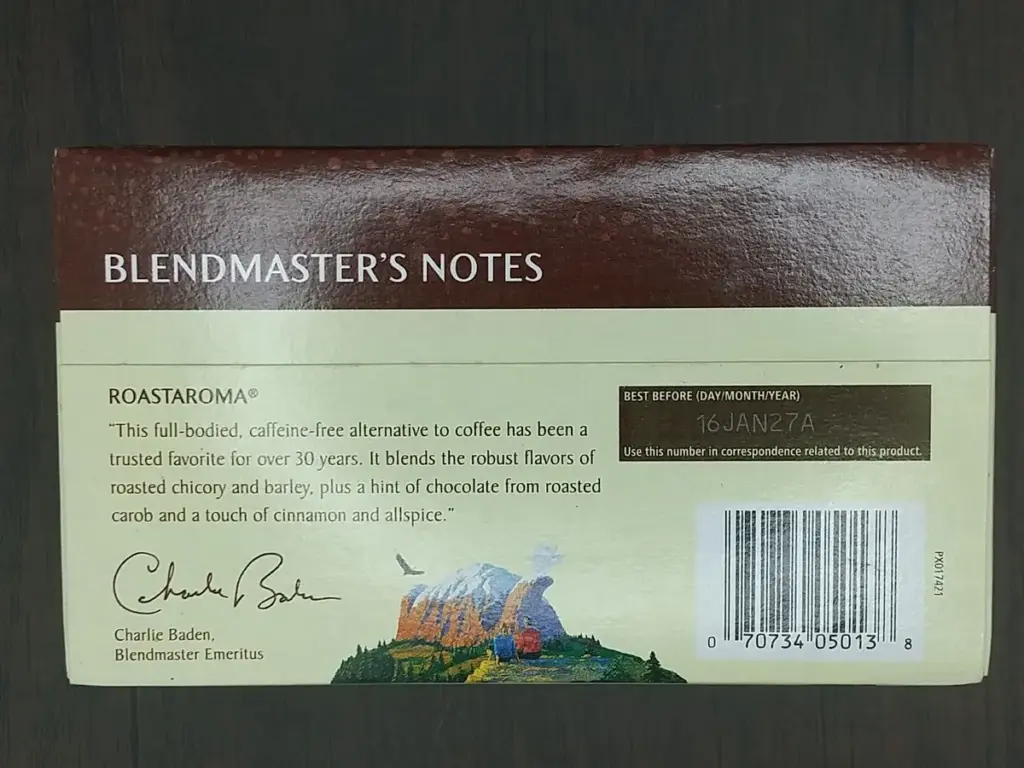 BLENDMASTER'S NOTES
ROASTAROMA®
"This full-bodied, caffeine-free alternative to coffee has been a
trusted favorite for over 30 years. It blends the robust flavors of
roasted chicory and barley, plus a hint of chocolate from roasted
carob and a touch of cinnamon and allspice."
Charlie Baden
Charlie Baden,
Blendmaster Emeritus
BEST BEFORE (DAY/MONTH/YEAR)
16JAN27A
Use this number in correspondence related to this product.
PX017421
0 70734 05013 8